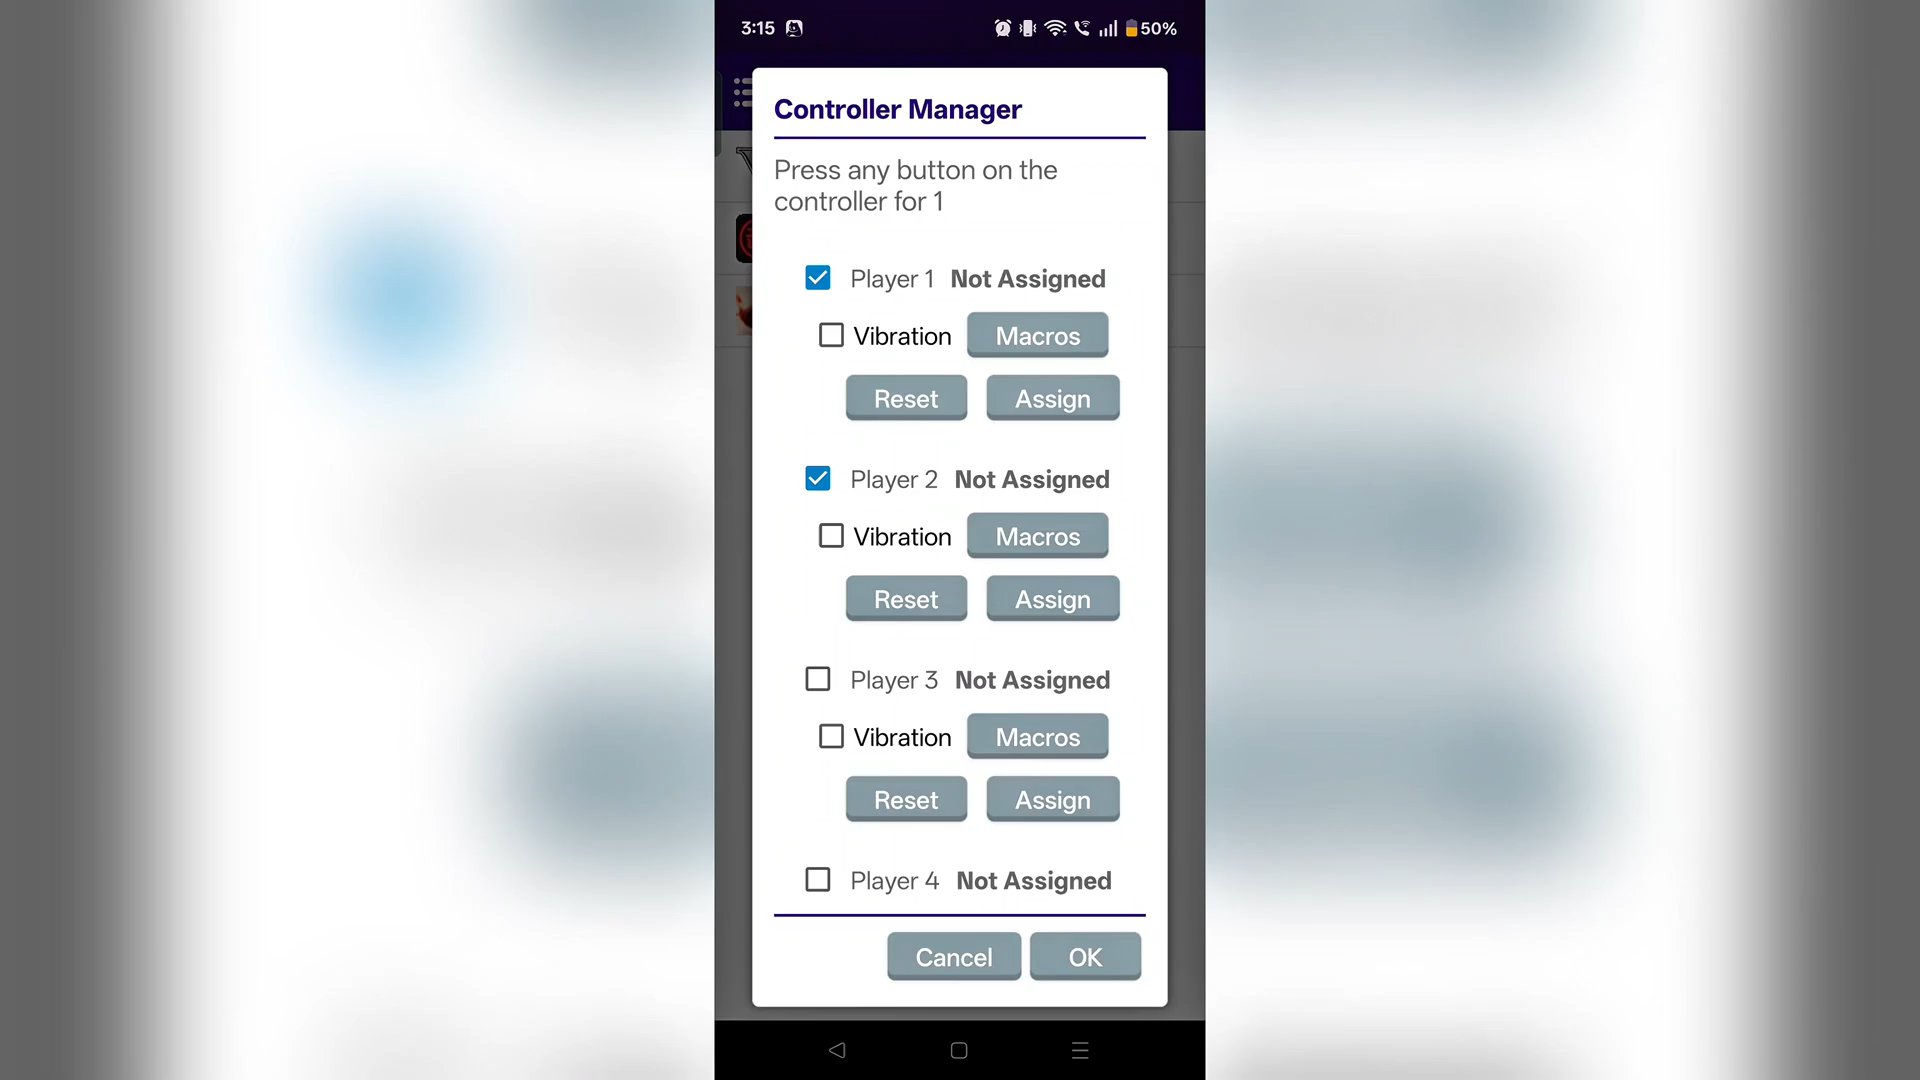 3:15
50%
Controller Manager
Press any button on the
controller for 1
Player 1 Not Assigned
Vibration Macros
Reset Assign
Player 2 Not Assigned
Vibration Macros
Reset Assign
Player 3 Not Assigned
Vibration Macros
Reset Assign
Player 4 Not Assigned
Cancel OK